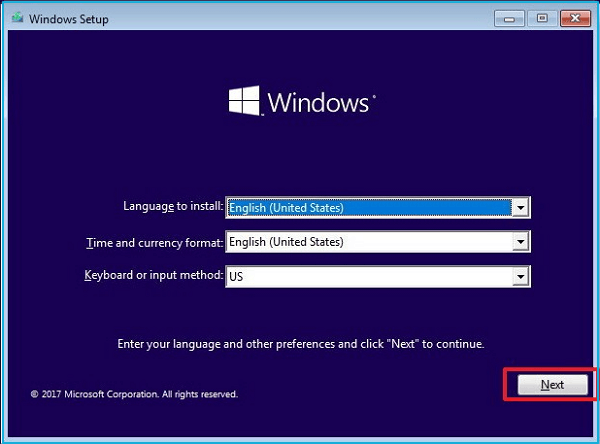 Windows Setup
Windows
Language to install: English (United States)
Time and currency format: English (United States)
Keyboard or input method: US
Enter your language and other preferences and click "Next" to continue.
© 2017 Microsoft Corporation. All rights reserved.
Next